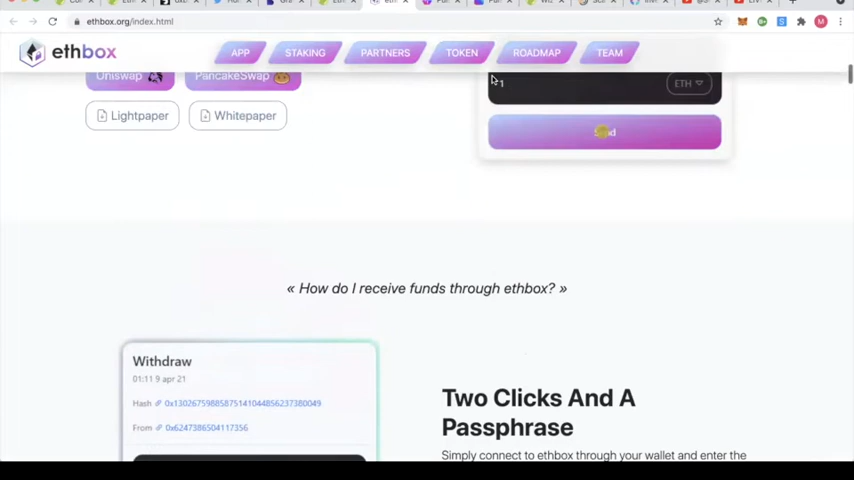 ethbox.org/index.html
ethbox
APP
STAKING
PARTNERS
TOKEN
ROADMAP
TEAM
Uniswap
PancakeSwap
1
ETH
Lightpaper
Whitepaper
« How do I receive funds through ethbox? »
Withdraw
01:11 9 apr 21
Hash 0x13026759885875141044856237380049
From 0x6247386504117356
Two Clicks And A
Passphrase
Simply connect to ethbox through your wallet and enter the